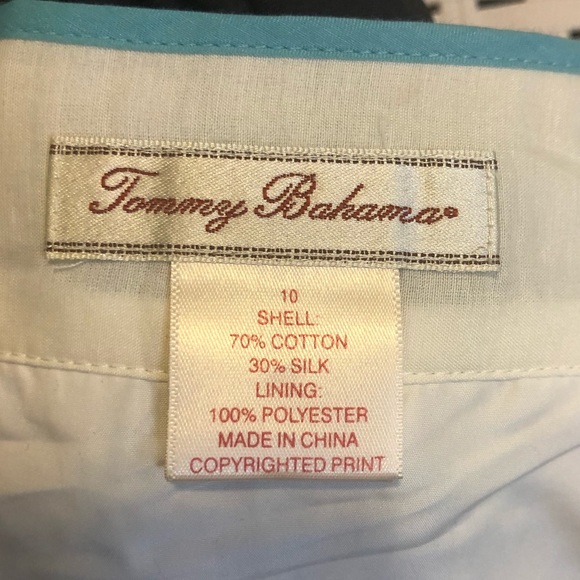 Tommy Bahama®
10
SHELL:
70% COTTON
30% SILK
LINING:
100% POLYESTER
MADE IN CHINA
COPYRIGHTED PRINT